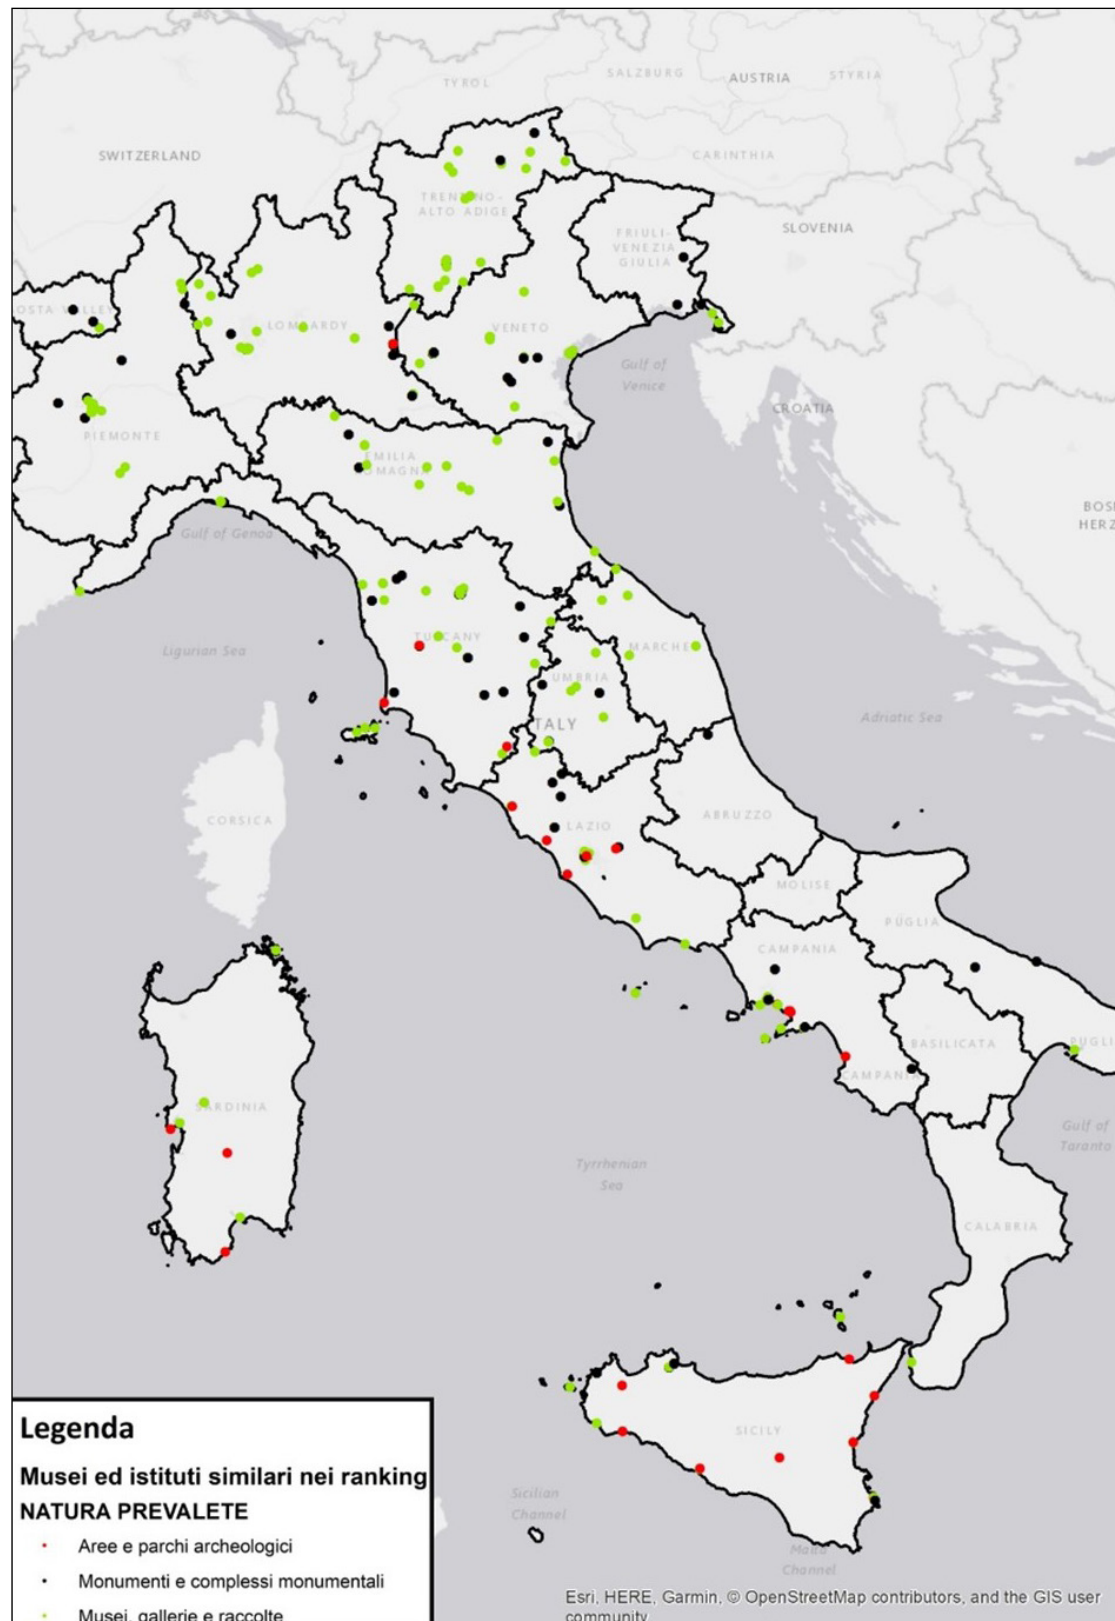 TYROL
SALZBURG
AUSTRIA
STYRIA
SWITZERLAND
CARINTHIA
TRENTINO-
ALTO ADIGE
FRIULI-
VENEZIA
GIULIA
SLOVENIA
OSTA VALLEY
LOMBARDY
VENETO
Gulf of
Venice
CROATIA
PIEMONTE
EMILIA
ROMAGNA
BOS
HERZ
Gulf of Genoa
Ligurian Sea
TUSCANY
MARCHE
UMBRIA
ITALY
Adriatic Sea
CORSICA
LAZIO
ABRUZZO
MOLISE
PUGLIA
CAMPANIA
BASILICATA
PUGLI
CAMPANIA
SARDINIA
Gulf of
Taranto
Tyrrhenian
Sea
CALABRIA
SICILY
Sicilian
Channel
Malta
Channel
Legenda
Musei ed istituti similari nei ranking
NATURA PREVALETE
Aree e parchi archeologici
Monumenti e complessi monumentali
Musei, gallerie e raccolte
Esri, HERE, Garmin, © OpenStreetMap contributors, and the GIS user
community